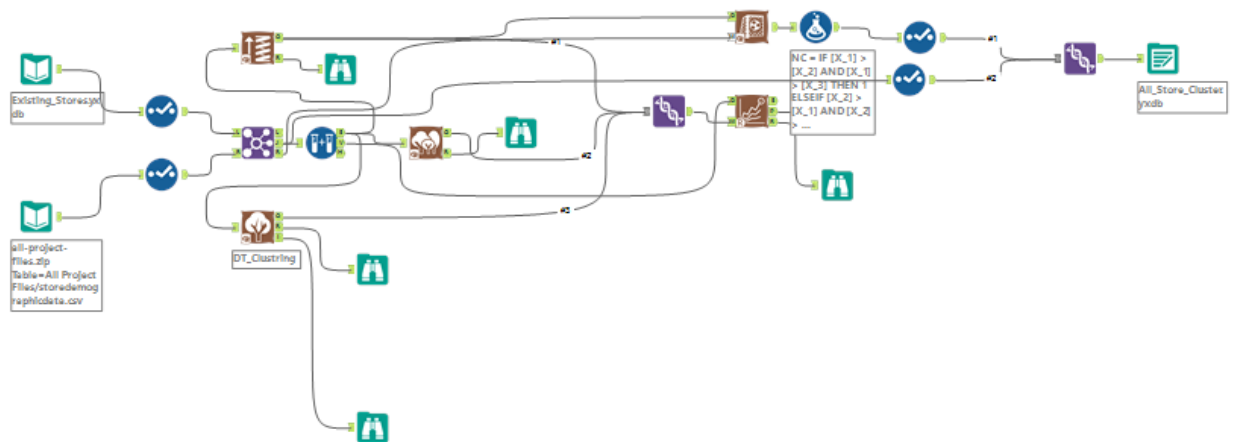 Existing_Stores.yx
db
all-project-
files.zip
Table=All Project
Files/storedemog
raphicdata.csv
DT_Clustring
#1
#2
#3
NC = IF [X_1] >
[X_2] AND [X_1]
> [X_3] THEN 1
ELSEIF [X_2] >
[X_1] AND [X_2]
> ...
#1
#2
All_Store_Cluster.
yxdb